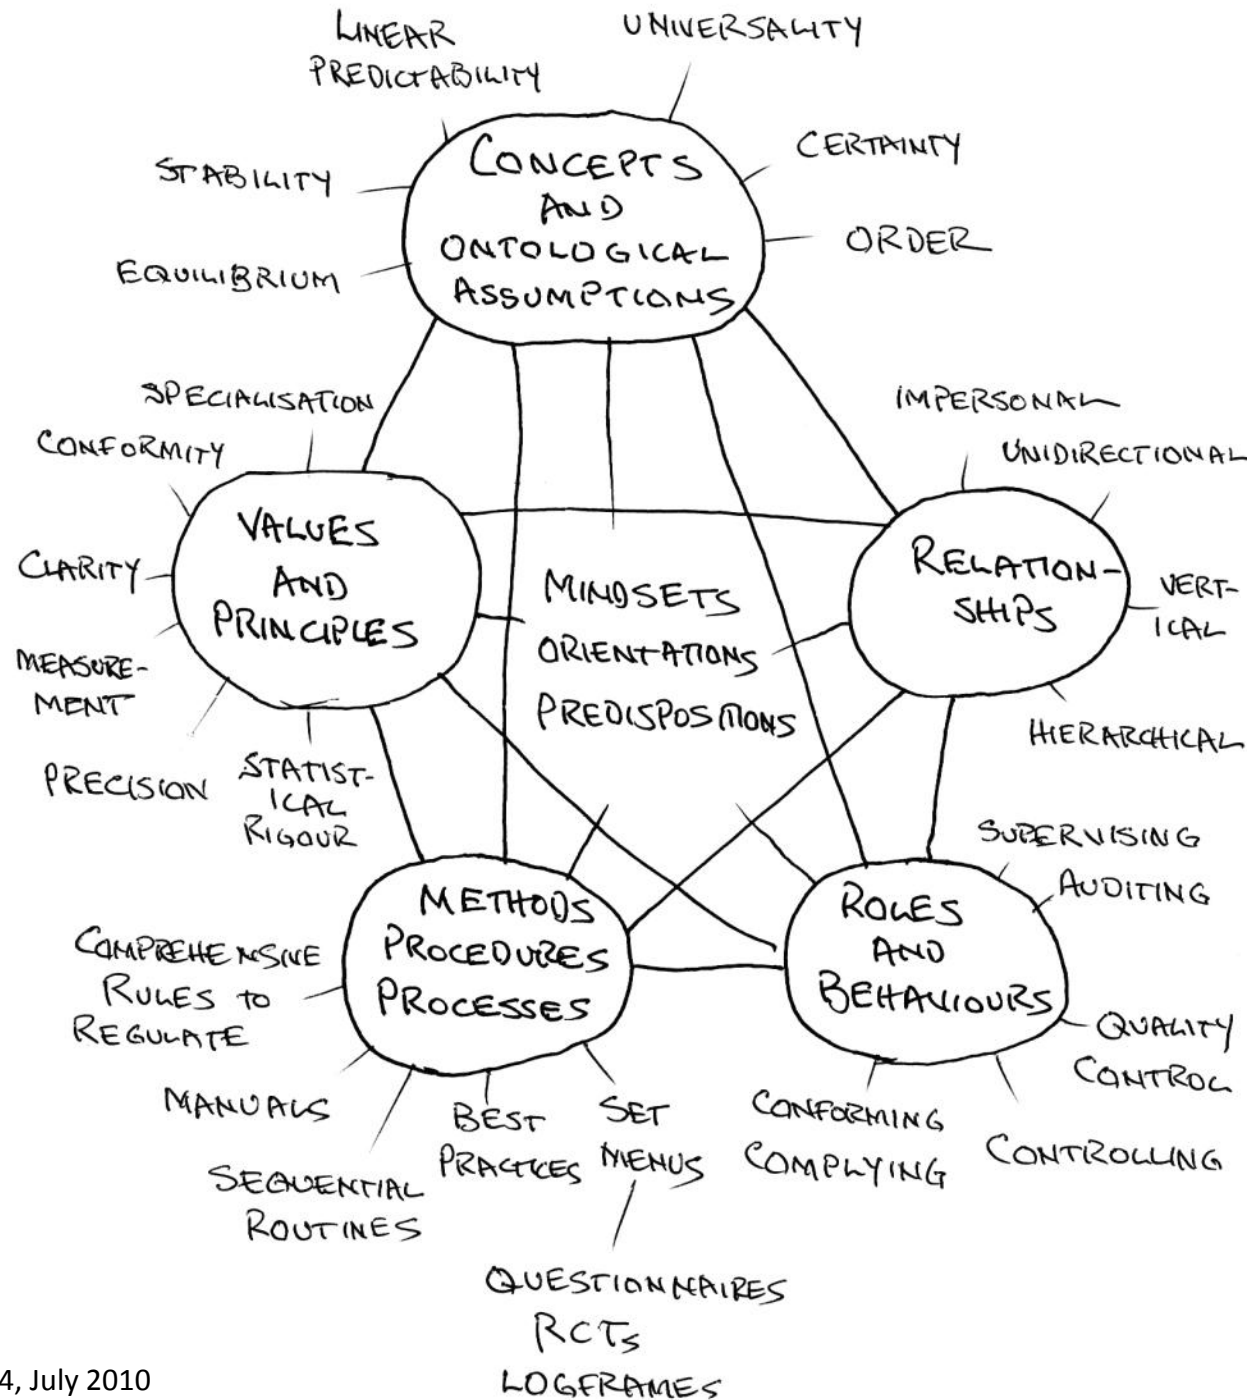 LINEAR
PREDICTABILITY
UNIVERSALITY
STABILITY
CERTAINTY
EQUILIBRIUM
ORDER
CONCEPTS
AND
ONTOLOGICAL
ASSUMPTIONS
SPECIALISATION
CONFORMITY
CLARITY
MEASURE-
MENT
PRECISION
STATIST-
ICAL
RIGOUR
VALUES
AND
PRINCIPLES
MINDSETS
ORIENTATIONS
PREDISPOSITIONS
IMPERSONAL
UNIDIRECTIONAL
RELATION-
SHIPS
VERT-
ICAL
HIERARCHICAL
METHODS
PROCEDURES
PROCESSES
COMPREHENSIVE
RULES TO
REGULATE
MANUALS
SEQUENTIAL
ROUTINES
BEST
PRACTICES
SET
MENUS
QUESTIONNAIRES
RCTs
LOGFRAMES
ROLES
AND
BEHAVIOURS
SUPERVISING
AUDITING
QUALITY
CONTROL
CONTROLLING
CONFORMING
COMPLYING
4, July 2010